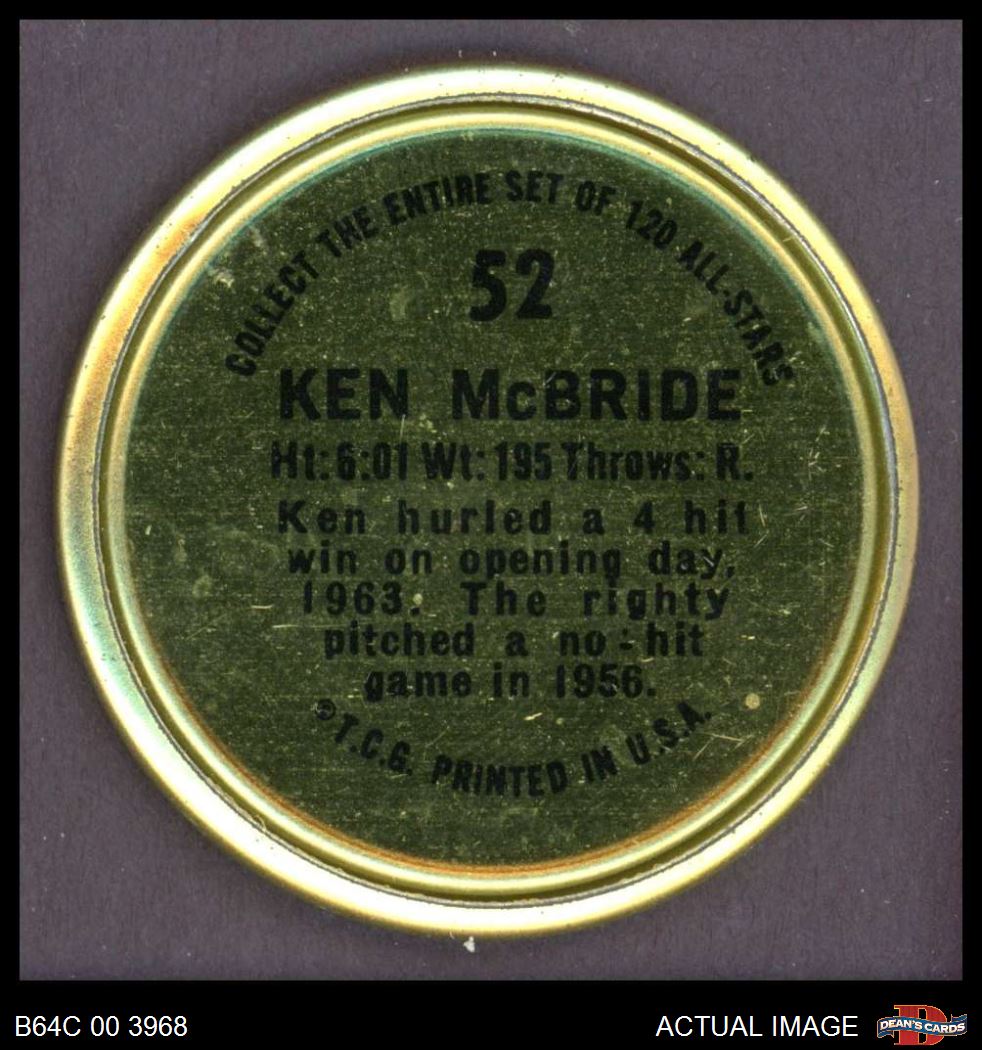 COLLECT THE ENTIRE SET OF 120 ALL-STARS
52
KEN McBRIDE
Ht: 6:01 Wt: 195 Throws: R.
Ken hurled a 4 hit
win on opening day,
1963. The righty
pitched a no-hit
game in 1956.
©T.C.G. PRINTED IN U.S.A.
B64C 00 3968
ACTUAL IMAGE
D
DEAN'S CARDS